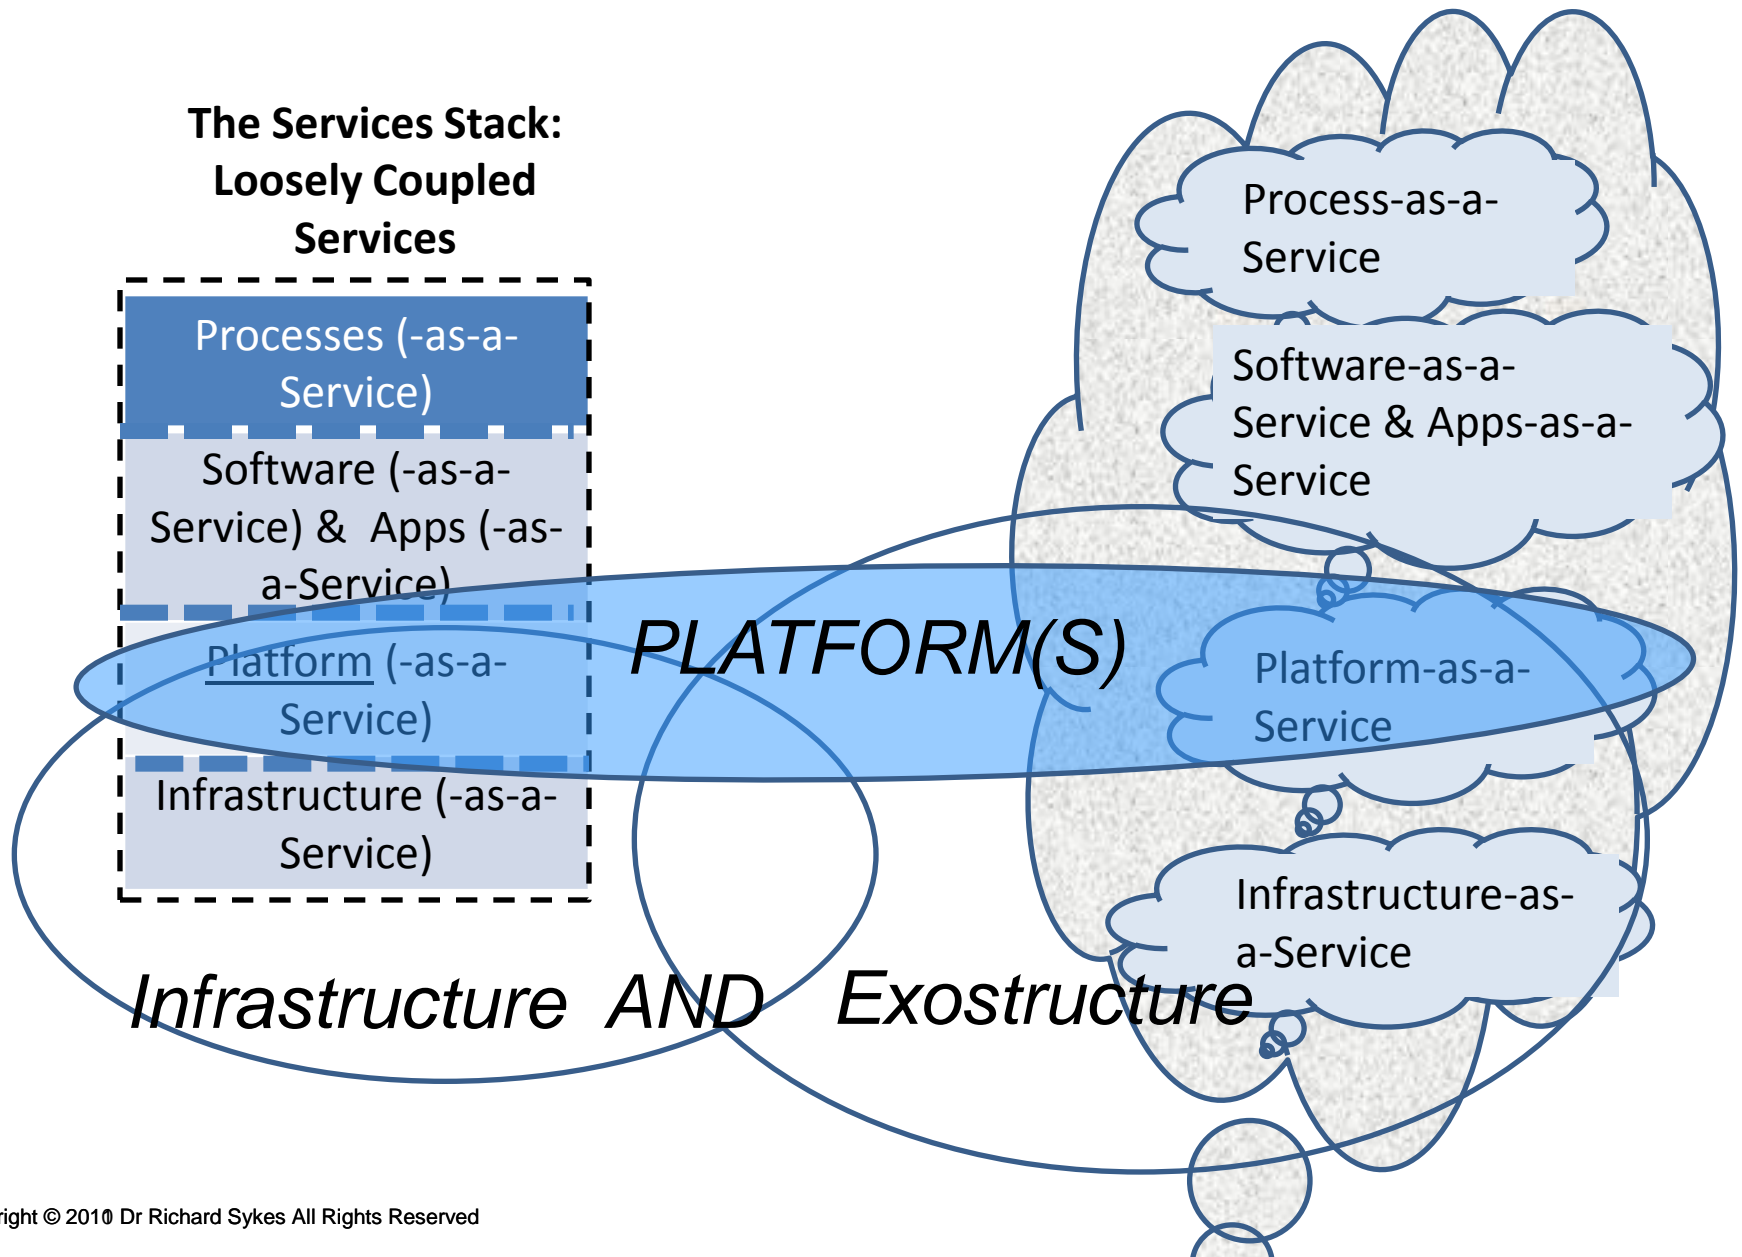 The Services Stack:
Loosely Coupled
Services
Processes (-as-a-
Service)
Software (-as-a-
Service) &  Apps (-as-
a-Service)
Platform (-as-a-
Service)
Infrastructure (-as-a-
Service)
PLATFORM(S)
Infrastructure AND Exostructure
Process-as-a-
Service
Software-as-a-
Service & Apps-as-a-
Service
Platform-as-a-
Service
Infrastructure-as-
a-Service
right © Dr Richard Sykes All Rights Reserved